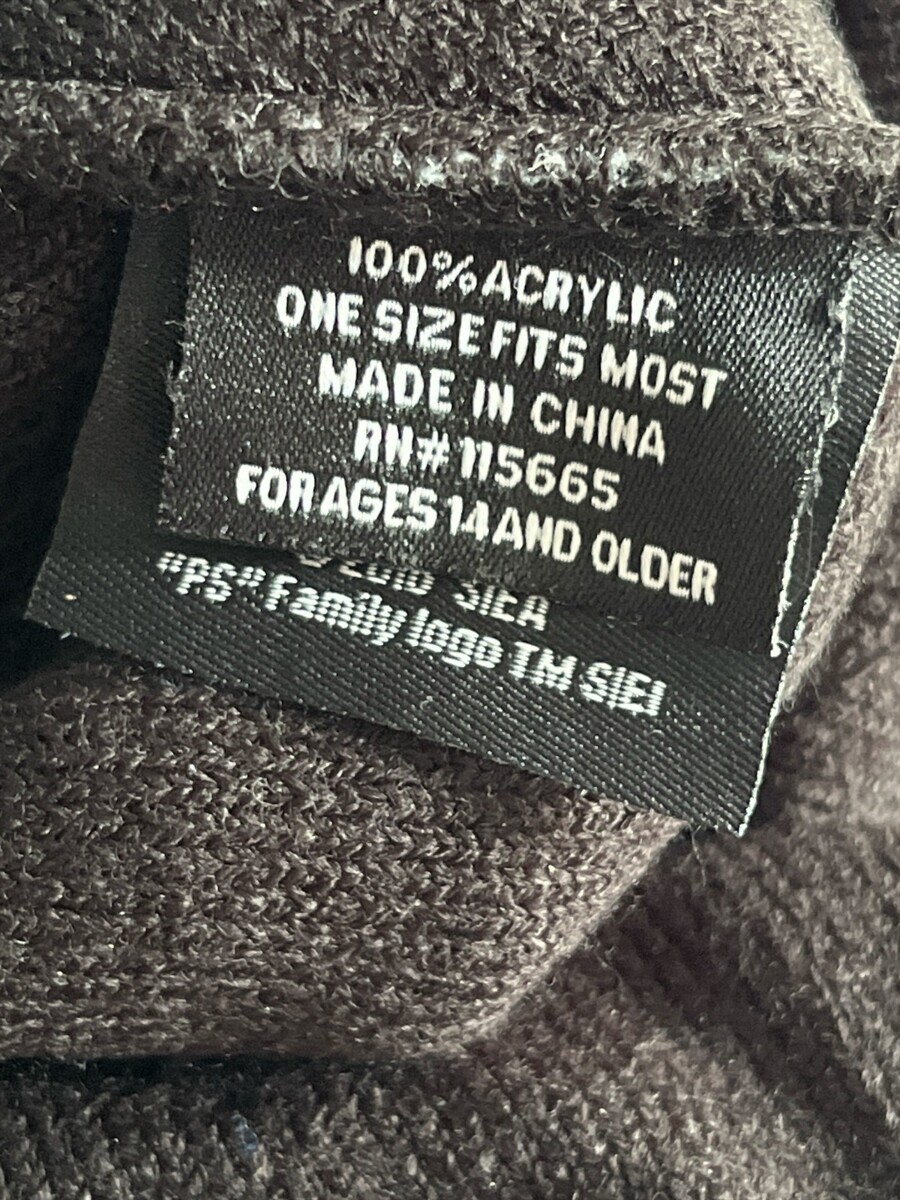 100% ACRYLIC
ONE SIZE FITS MOST
MADE IN CHINA
RN# 115665
FOR AGES 14 AND OLDER
SIEA
"PS" Family logo TM SIEI